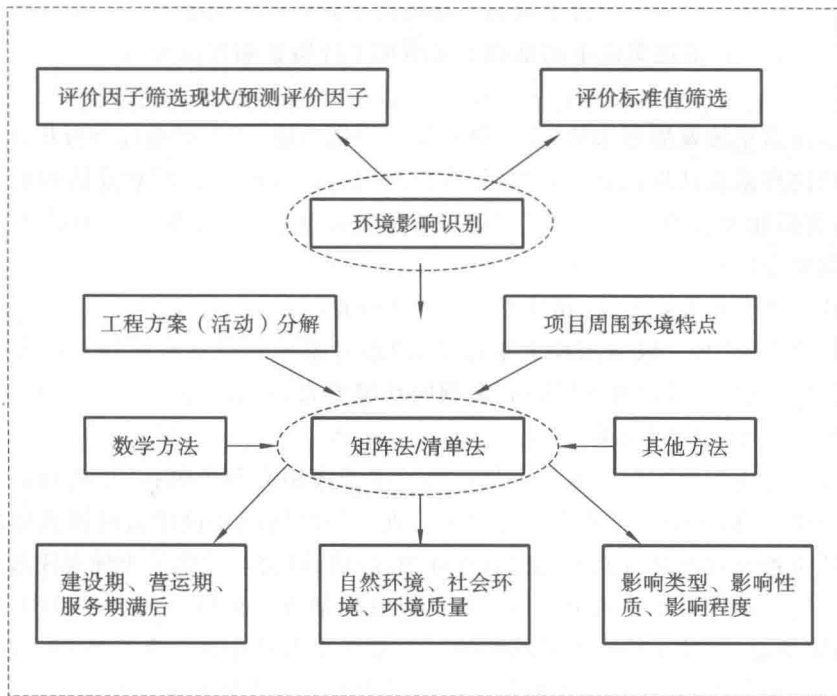 评价因子筛选现状/预测评价因子
评价标准值筛选
环境影响识别
工程方案（活动）分解
项目周围环境特点
数学方法
矩阵法/清单法
其他方法
建设期、营运期、
服务期满后
自然环境、社会环
境、环境质量
影响类型、影响性
质、影响程度